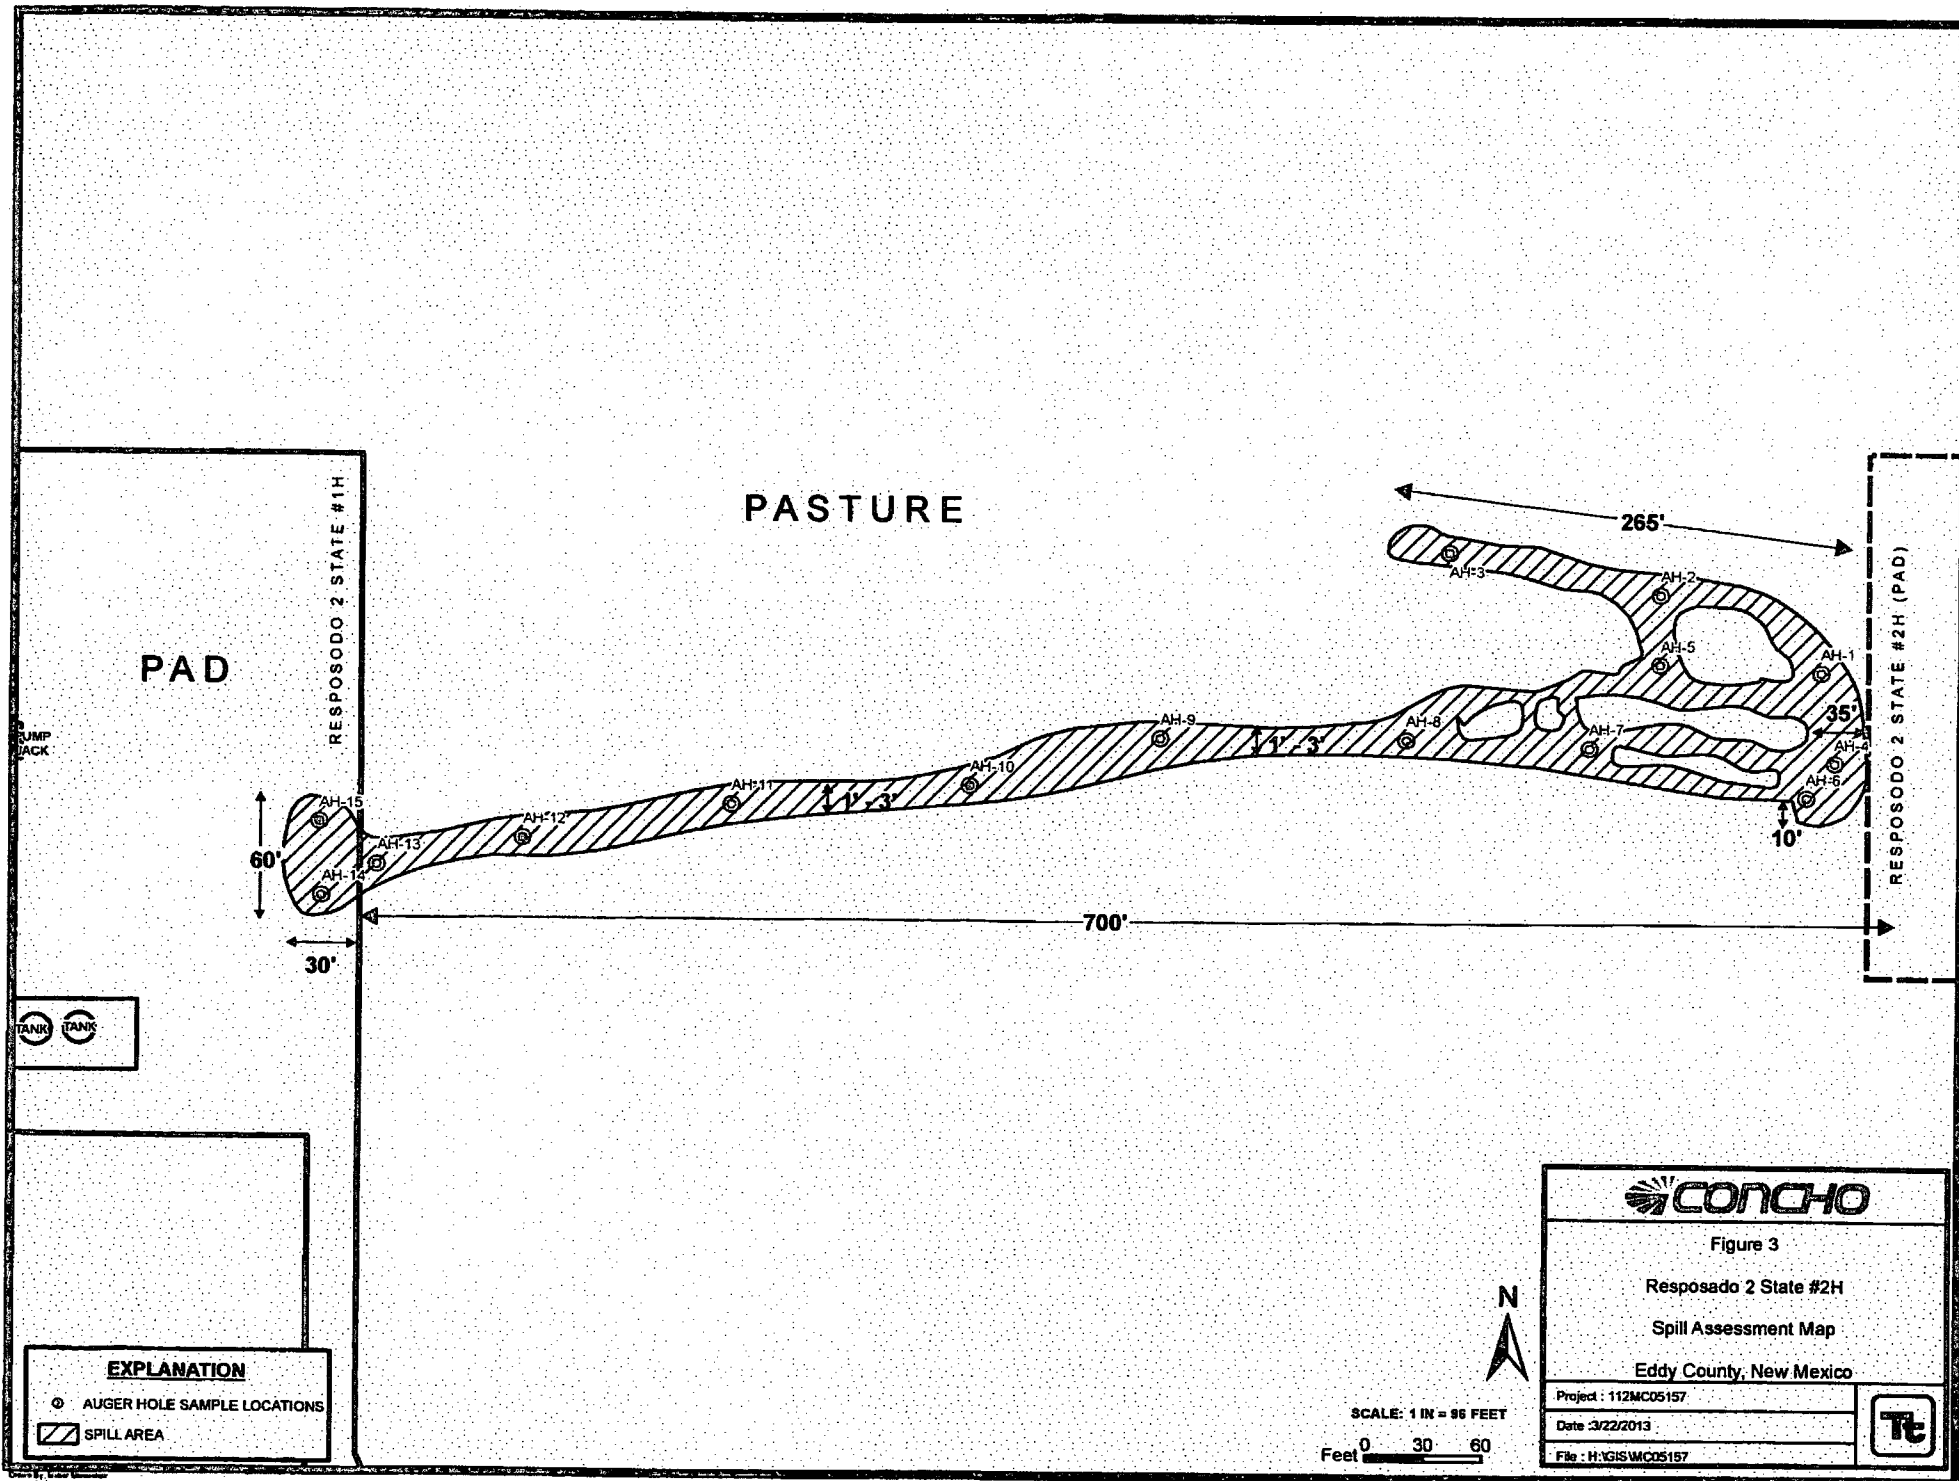 PASTURE
265'
AH-3
AH-2
AH-5
AH-1
35'
AH-4
AH-6
10'
AH-7
AH-8
1' - 3'
AH-9
AH-10
1' - 3'
AH-11
AH-12
AH-13
AH-15
AH-14
60'
30'
700'
RESPOSODO 2 STATE #1H
RESPOSODO 2 STATE #2H (PAD)
PAD
TANK TANK
EXPLANATION
AUGER HOLE SAMPLE LOCATIONS
SPILL AREA
N
SCALE: 1 IN = 96 FEET
Feet 0 30 60
CONCHO
Figure 3
Resposado 2 State #2H
Spill Assessment Map
Eddy County, New Mexico
Project : 112MC05157
Date :3/22/2013
File : H:\GIS\MC05157
Tt